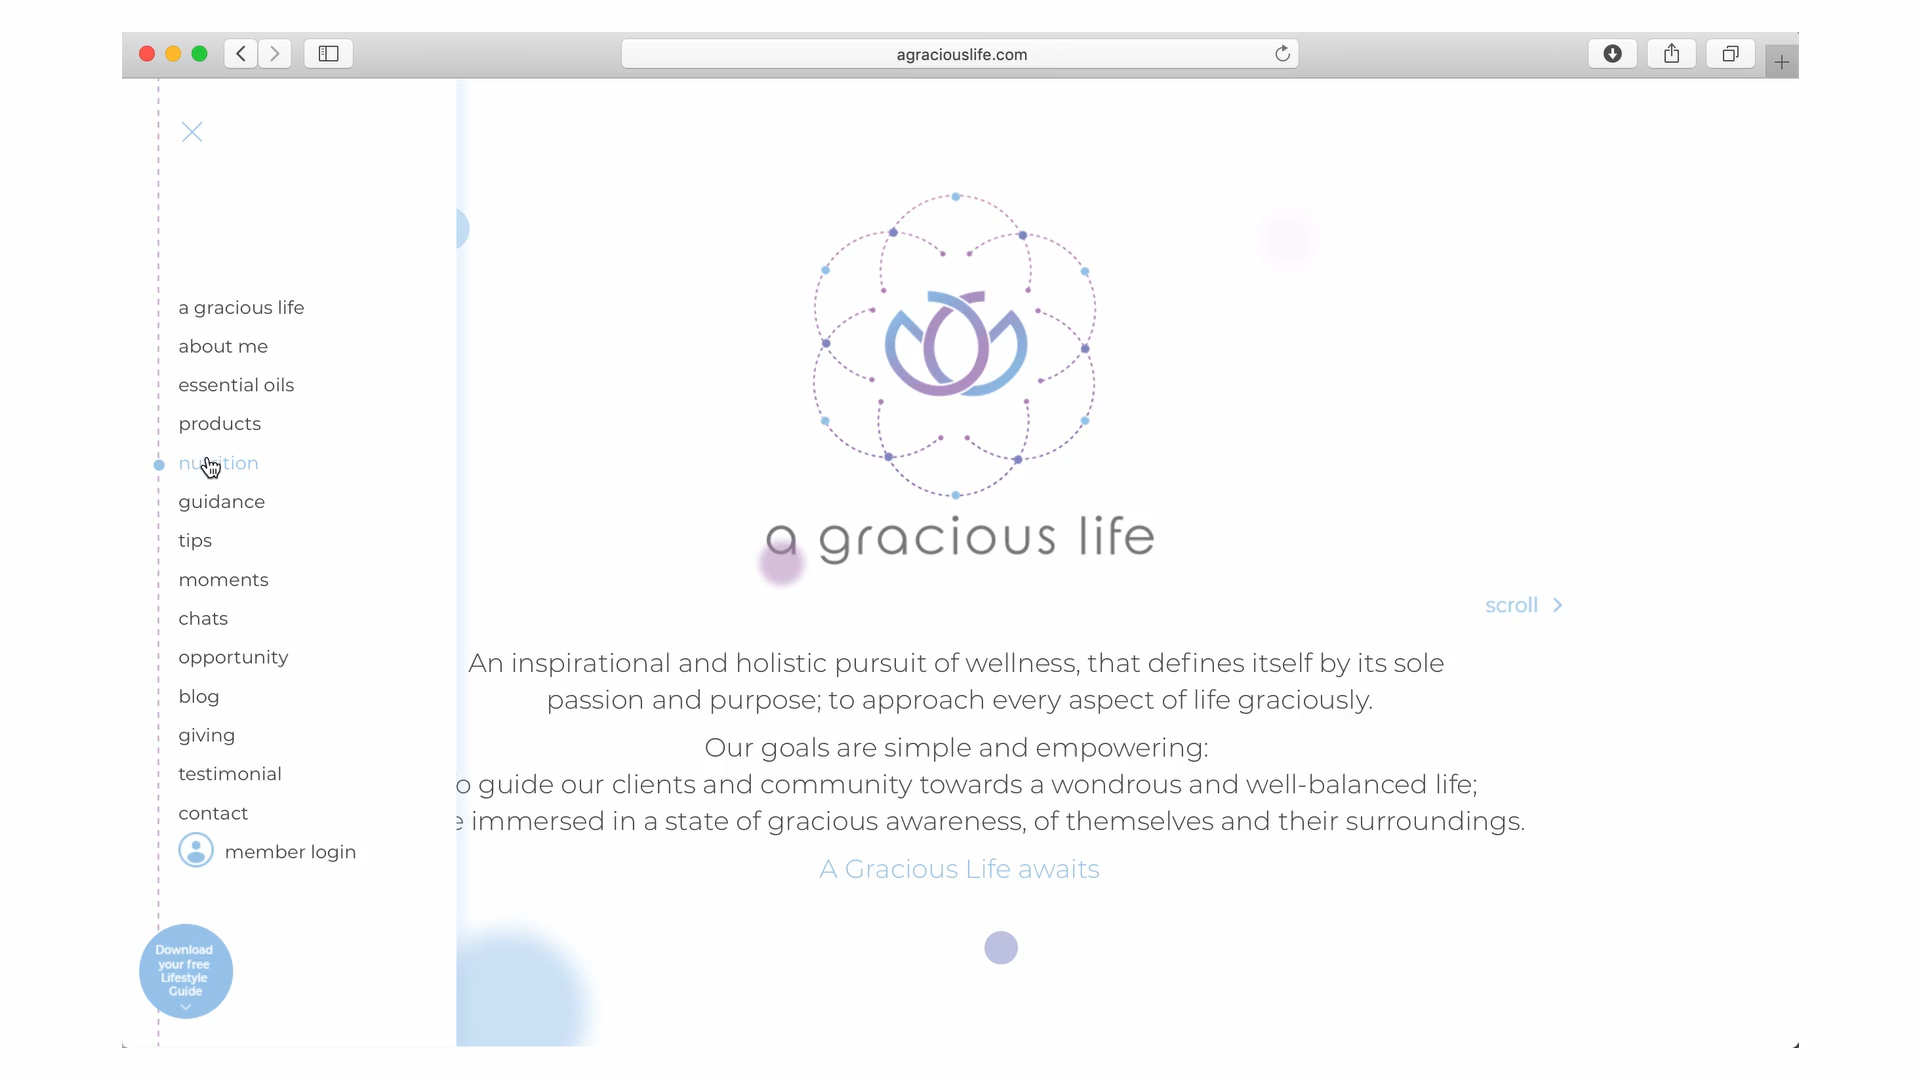 agraciouslife.com
a gracious life
about me
essential oils
products
nutrition
guidance
tips
moments
chats
opportunity
blog
giving
testimonial
contact
member login
Download
your free
Lifestyle
Guide
a gracious life
scroll
An inspirational and holistic pursuit of wellness, that defines itself by its sole
passion and purpose; to approach every aspect of life graciously.
Our goals are simple and empowering:
o guide our clients and community towards a wondrous and well-balanced life;
e immersed in a state of gracious awareness, of themselves and their surroundings.
A Gracious Life awaits